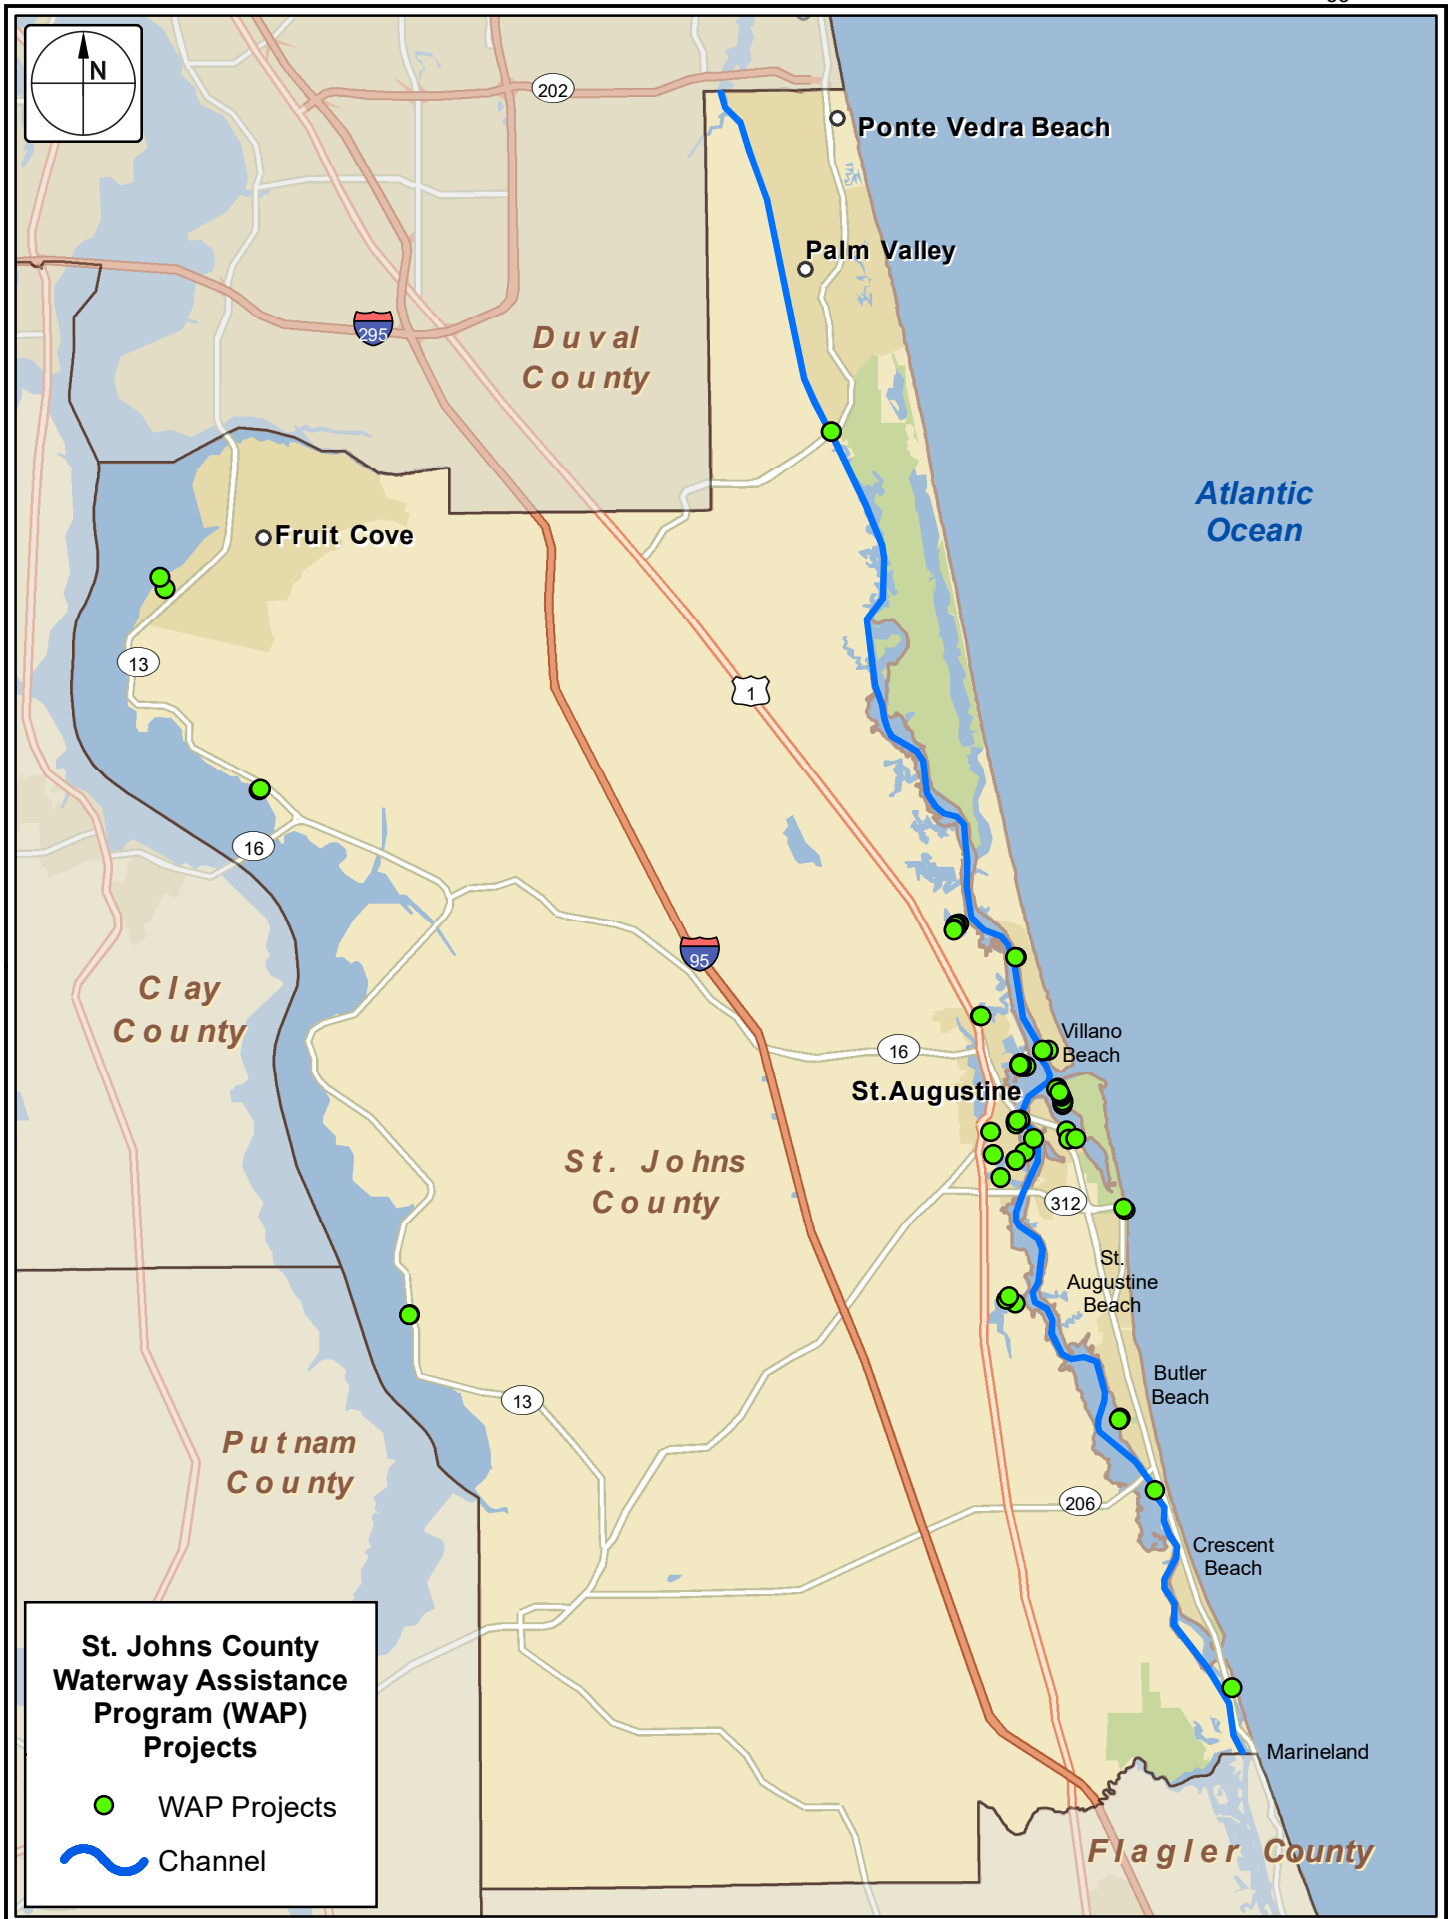 N
202
Ponte Vedra Beach
Palm Valley
295
Duval
County
Atlantic
Ocean
Fruit Cove
13
1
16
95
Clay
County
Villano
Beach
16
St.Augustine
St. Johns
County
312
St.
Augustine
Beach
Butler
Beach
13
Putnam
County
206
Crescent
Beach
St. Johns County
Waterway Assistance
Program (WAP)
Projects
WAP Projects
Channel
Marineland
Flagler County